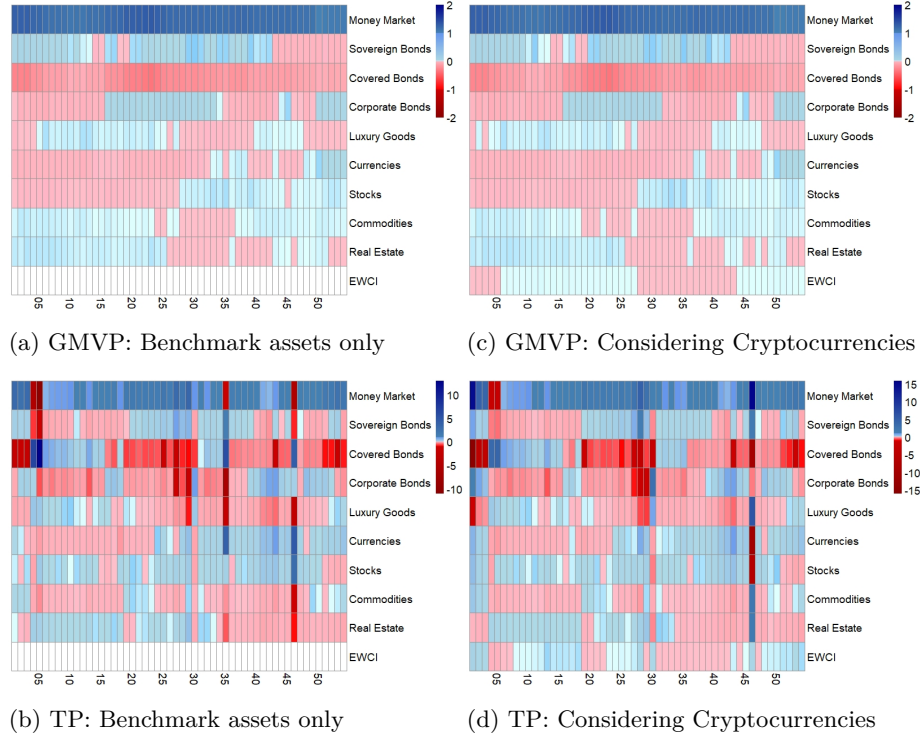 2
1
0
-1
-2
Money Market
Sovereign Bonds
Covered Bonds
Corporate Bonds
Luxury Goods
Currencies
Stocks
Commodities
Real Estate
EWCI
05 10 15 20 25 30 35 40 45 50
(a) GMVP: Benchmark assets only
2
1
0
-1
-2
Money Market
Sovereign Bonds
Covered Bonds
Corporate Bonds
Luxury Goods
Currencies
Stocks
Commodities
Real Estate
EWCI
05 10 15 20 25 30 35 40 45 50
(c) GMVP: Considering Cryptocurrencies
10
5
0
-5
-10
Money Market
Sovereign Bonds
Covered Bonds
Corporate Bonds
Luxury Goods
Currencies
Stocks
Commodities
Real Estate
EWCI
05 10 15 20 25 30 35 40 45 50
(b) TP: Benchmark assets only
15
10
5
0
-5
-10
-15
Money Market
Sovereign Bonds
Covered Bonds
Corporate Bonds
Luxury Goods
Currencies
Stocks
Commodities
Real Estate
EWCI
05 10 15 20 25 30 35 40 45 50
(d) TP: Considering Cryptocurrencies